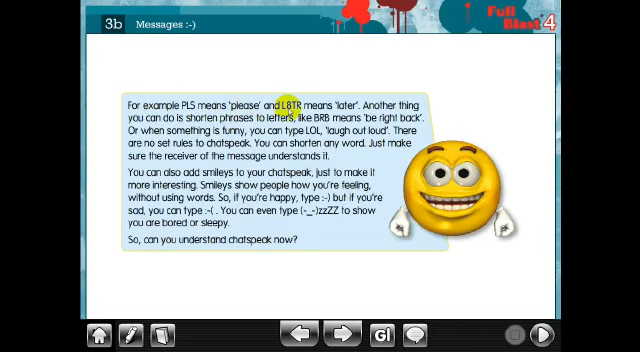 3b Messages :-)
Full Blast 4
For example PLS means 'please' and L8TR means 'later'. Another thing
you can do is shorten phrases to letters, like BRB means 'be right back'.
Or when something is funny, you can type LOL, 'laugh out loud'. There
are no set rules to chatspeak. You can shorten any word. Just make
sure the receiver of the message understands it.
You can also add smileys to your chatspeak, just to make it
more interesting. Smileys show people how you're feeling,
without using words. So, if you're happy, type :-) but if you're
sad, you can type :-( . You can even type (-_-)zzZZ to show
you are bored or sleepy.
So, can you understand chatspeak now?
Gl